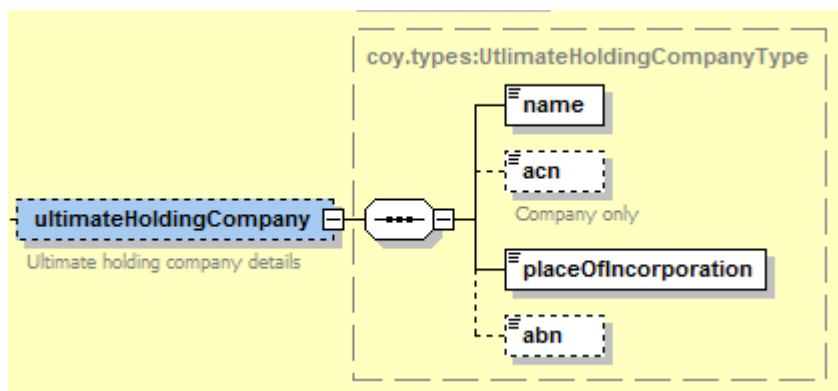 coy.types:UtlimateHoldingCompanyType
name
acn
Company only
ultimateHoldingCompany
Ultimate holding company details
placeOfIncorporation
abn